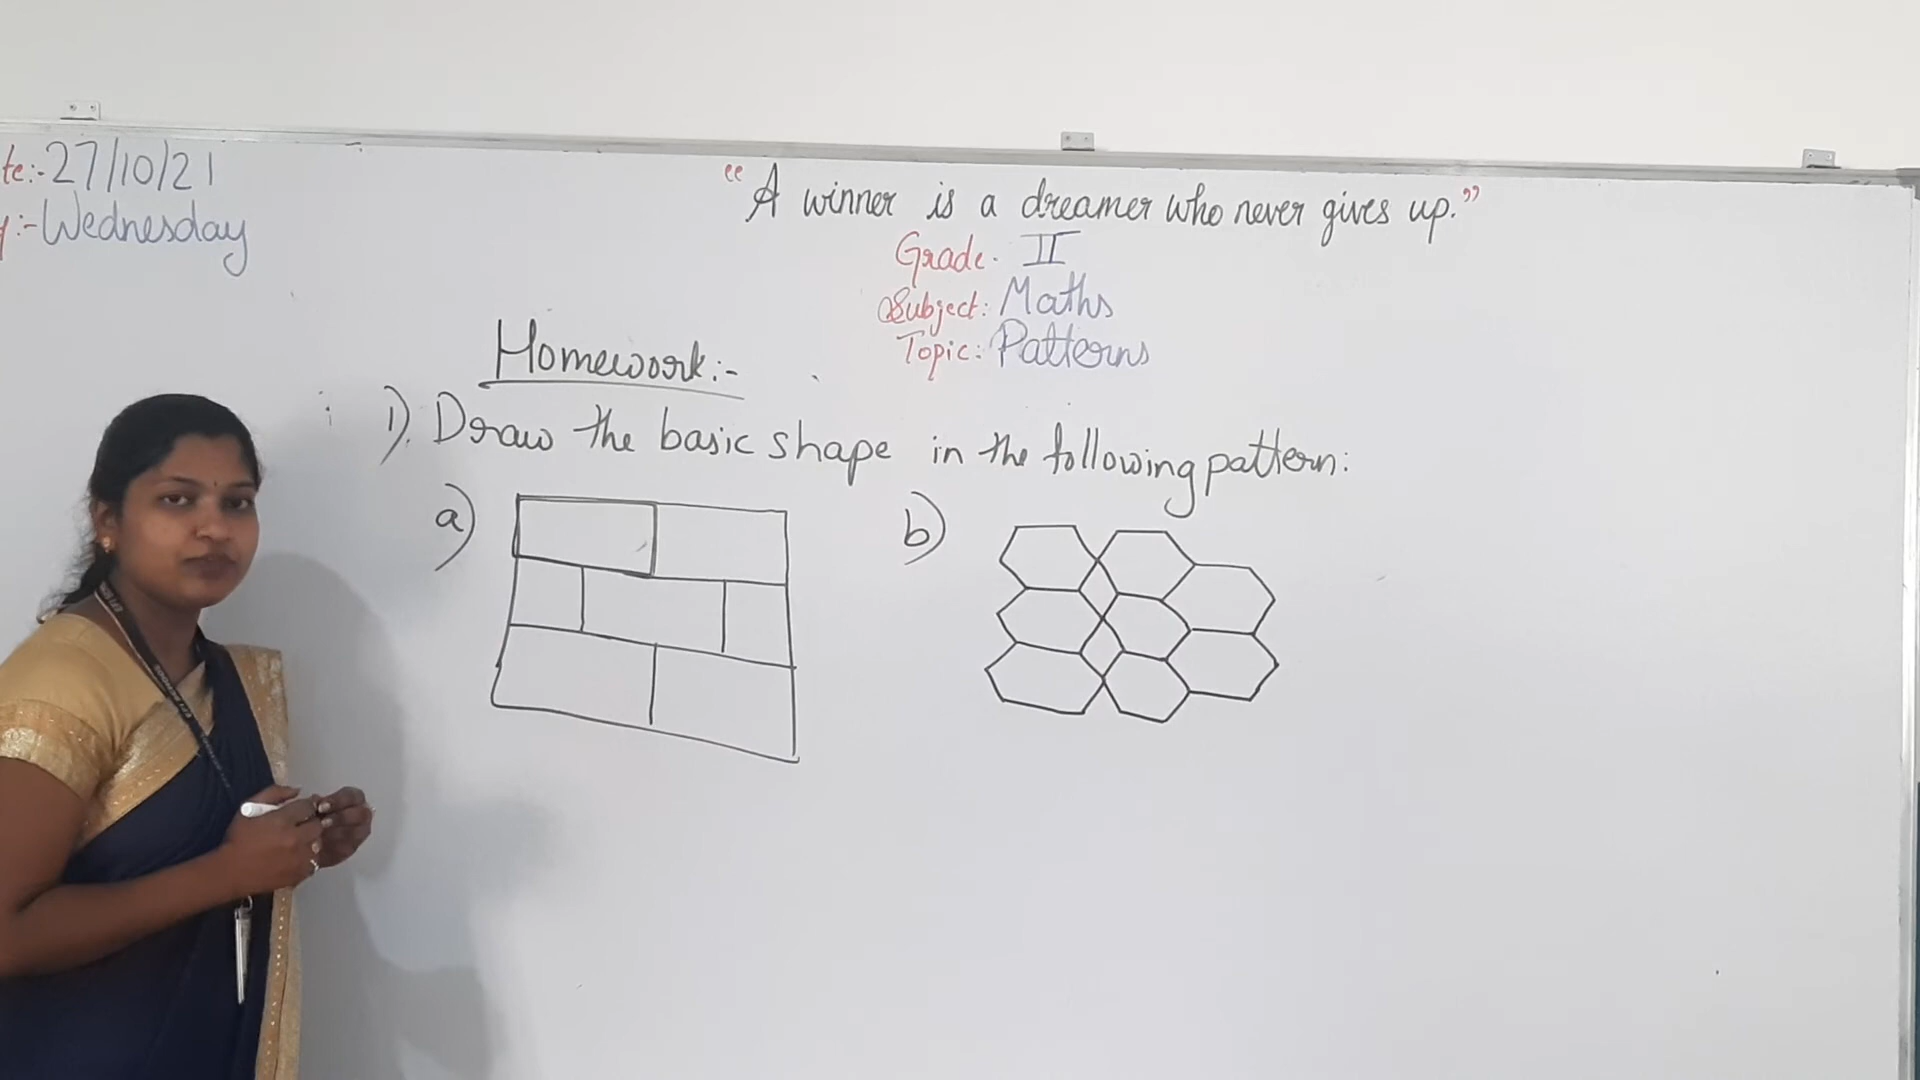 te:- 27/10/21
y:- Wednesday
"A winner is a dreamer who never gives up."
Grade. II
Subject: Maths
Topic: Patterns
Homework:-
1). Draw the basic shape in the following pattern:
a)
b)